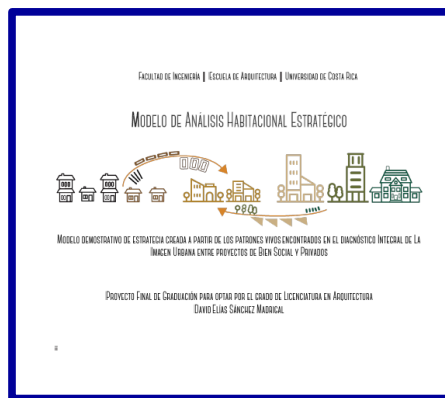 Facultad de Ingeniería | Escuela de Arquitectura | Universidad de Costa Rica
Modelo de Análisis Habitacional Estratégico
Modelo demostrativo de estrategia creada a partir de los patrones vivos encontrados en el diagnóstico Integral de La
Imagen Urbana entre proyectos de Bien Social y Privados
Proyecto Final de Graduación para optar por el grado de Licenciatura en Arquitectura
David Elías Sánchez Madrigal